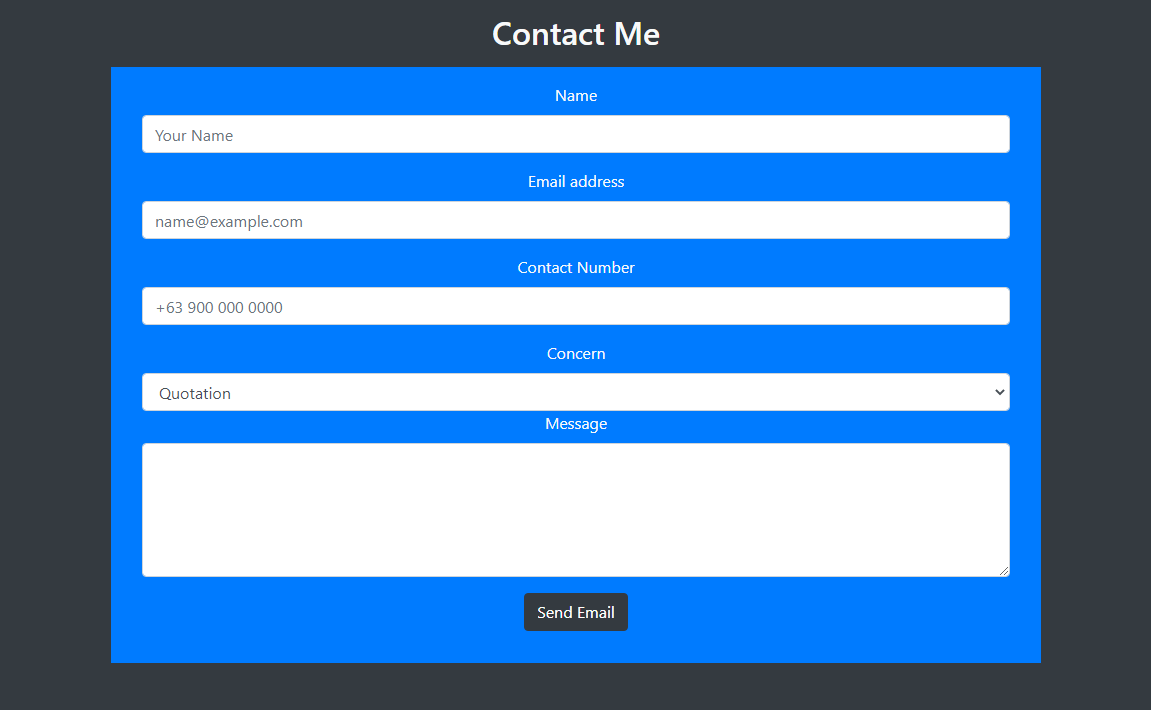 Contact Me
Name
Your Name
Email address
name@example.com
Contact Number
+63 900 000 0000
Concern
Quotation
Message
Send Email